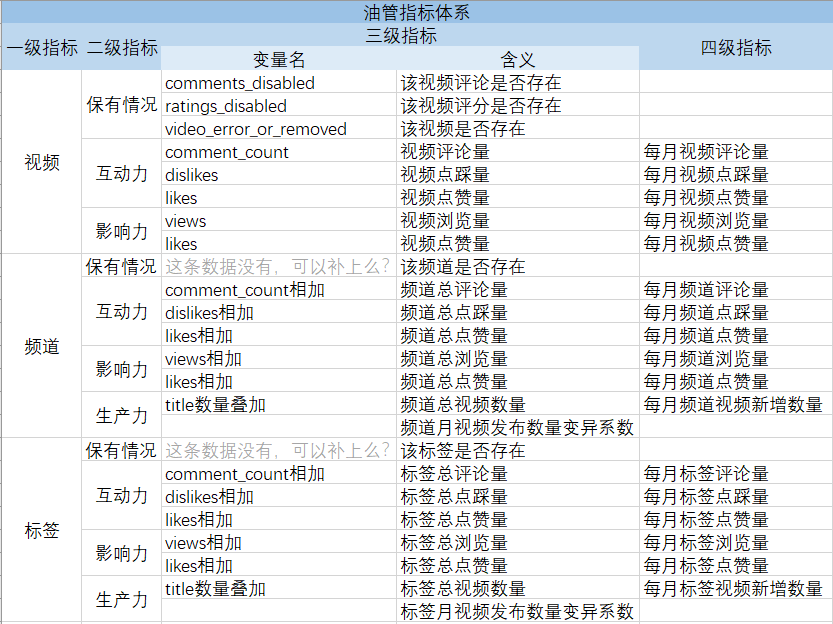 油管指标体系
一级指标 二级指标 三级指标 四级指标
变量名 含义
视频 保有情况 comments_disabled 该视频评论是否存在
ratings_disabled 该视频评分是否存在
video_error_or_removed 该视频是否存在
互动力 comment_count 视频评论量 每月视频评论量
dislikes 视频点踩量 每月视频点踩量
likes 视频点赞量 每月视频点赞量
影响力 views 视频浏览量 每月视频浏览量
likes 视频点赞量 每月视频点赞量
频道 保有情况 这条数据没有，可以补上么？ 该频道是否存在
互动力 comment_count相加 频道总评论量 每月频道评论量
dislikes相加 频道总点踩量 每月频道点踩量
likes相加 频道总点赞量 每月频道点赞量
影响力 views相加 频道总浏览量 每月频道浏览量
likes相加 频道总点赞量 每月频道点赞量
生产力 title数量叠加 频道总视频数量 每月频道视频新增数量
频道月视频发布数量变异系数
标签 保有情况 这条数据没有，可以补上么？ 该标签是否存在
互动力 comment_count相加 标签总评论量 每月标签评论量
dislikes相加 标签总点踩量 每月标签点踩量
likes相加 标签总点赞量 每月标签点赞量
影响力 views相加 标签总浏览量 每月标签浏览量
likes相加 标签总点赞量 每月标签点赞量
生产力 title数量叠加 标签总视频数量 每月标签视频新增数量
标签月视频发布数量变异系数